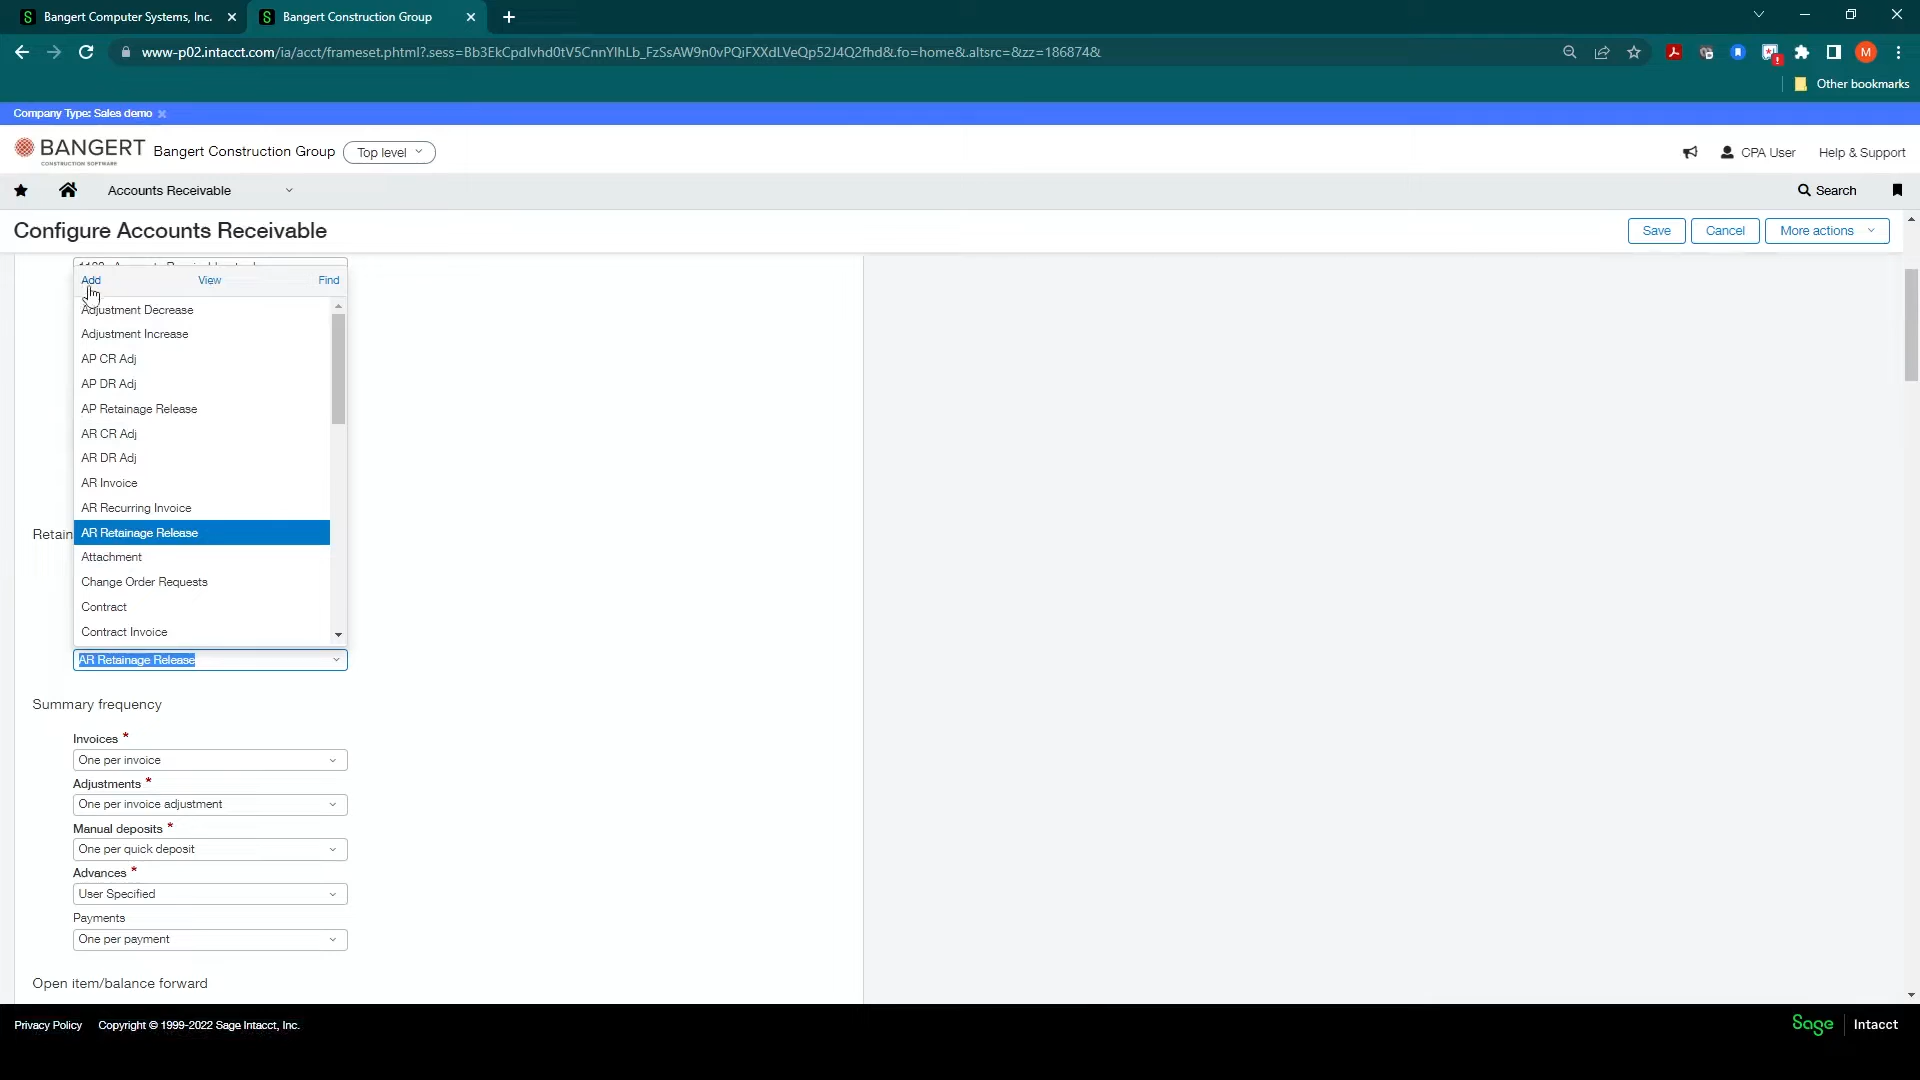 Bangert Computer Systems, Inc.
Bangert Construction Group
www-p02.intacct.com/ia/acct/frameset.phtml?.sess=Bb3EkCpdlvhd0tV5CnnYlhLb_FzSsAW9n0vPQiFXXdLVeQp52J4Q2fhd&.fo=home&.altsrc=&zz=186874&
M
Other bookmarks
Company Type: Sales demo
BANGERT
CONSTRUCTION SOFTWARE
Bangert Construction Group
Top level
CPA User
Help & Support
Accounts Receivable
Search
Configure Accounts Receivable
Save
Cancel
More actions
Add
View
Find
Adjustment Decrease
Adjustment Increase
AP CR Adj
AP DR Adj
AP Retainage Release
AR CR Adj
AR DR Adj
AR Invoice
AR Recurring Invoice
Retain
AR Retainage Release
Attachment
Change Order Requests
Contract
Contract Invoice
AR Retainage Release
Summary frequency
Invoices *
One per invoice
Adjustments *
One per invoice adjustment
Manual deposits *
One per quick deposit
Advances *
User Specified
Payments
One per payment
Open item/balance forward
Privacy Policy
Copyright © 1999-2022 Sage Intacct, Inc.
Sage
Intacct